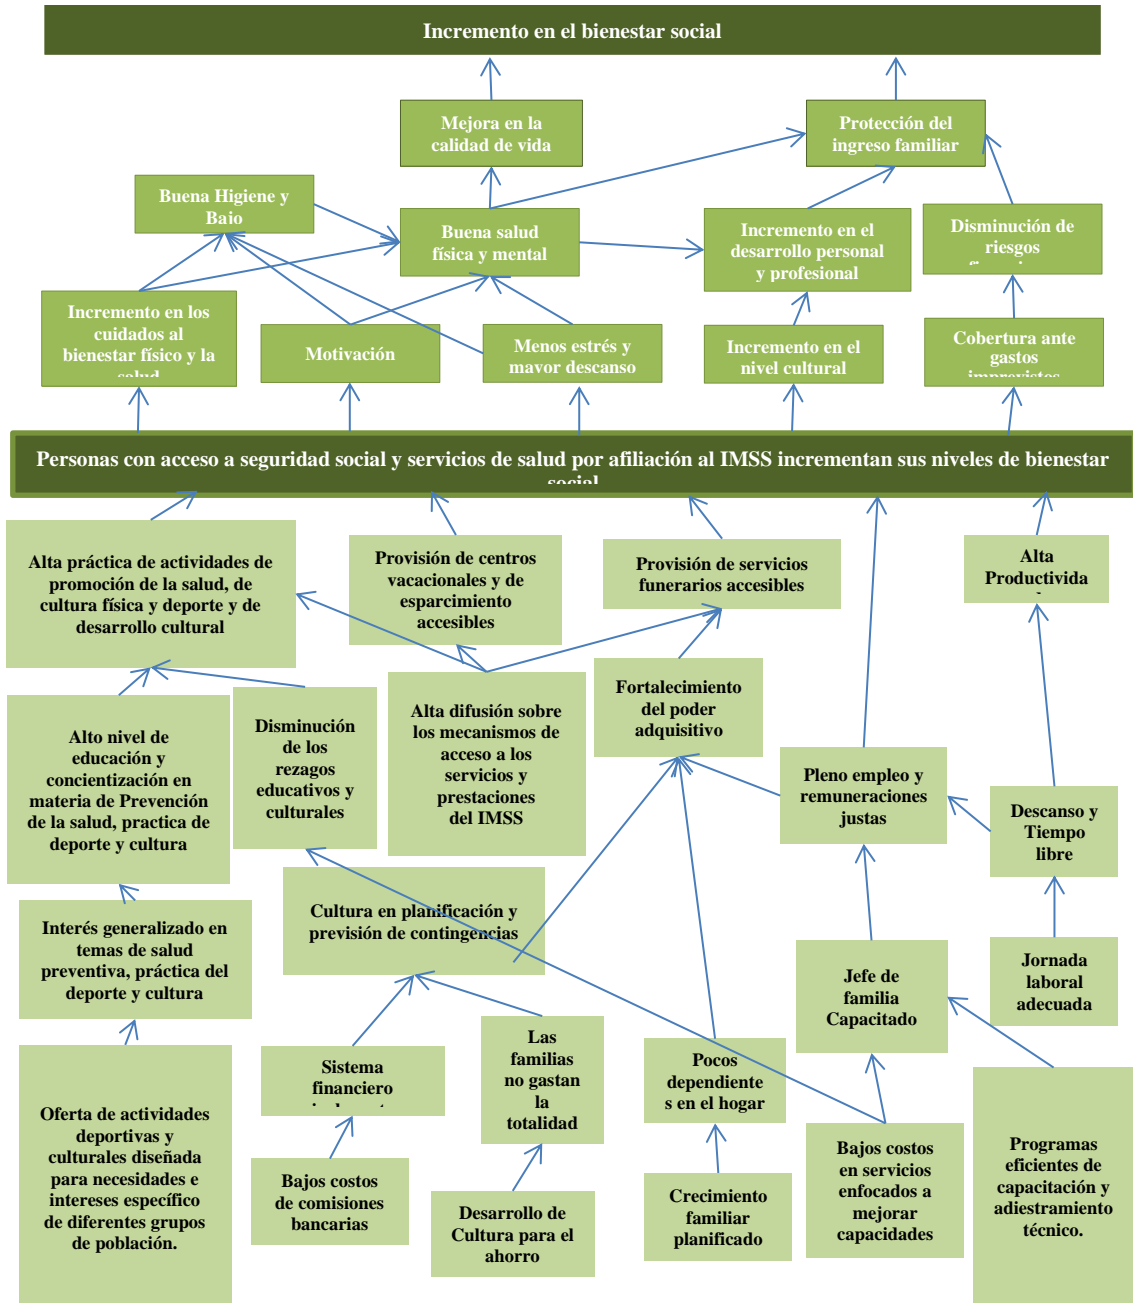 Incremento en el bienestar social
Mejora en la
calidad de vida
Protección del
ingreso familiar
Buena Higiene y
Bajo
Buena salud
física y mental
Incremento en el
desarrollo personal
y profesional
Disminución de
riesgos
Incremento en los
cuidados al
bienestar físico y la
salud
Motivación
Menos estrés y
mayor descanso
Incremento en el
nivel cultural
Cobertura ante
gastos
imprevistos
Personas con acceso a seguridad social y servicios de salud por afiliación al IMSS incrementan sus niveles de bienestar
social
Alta práctica de actividades de
promoción de la salud, de
cultura física y deporte y de
desarrollo cultural
Provisión de centros
vacacionales y de
esparcimiento
accesibles
Provisión de servicios
funerarios accesibles
Alta
Productivida
Alto nivel de
educación y
concientización en
materia de Prevención
de la salud, practica de
deporte y cultura
Disminución
de los
rezagos
educativos y
culturales
Alta difusión sobre
los mecanismos de
acceso a los
servicios y
prestaciones
del IMSS
Fortalecimiento
del poder
adquisitivo
Pleno empleo y
remuneraciones
justas
Descanso y
Tiempo
libre
Cultura en planificación y
previsión de contingencias
Interés generalizado en
temas de salud
preventiva, práctica del
deporte y cultura
Jefe de
familia
Capacitado
Jornada
laboral
adecuada
Sistema
financiero
Las
familias
no gastan
la
totalidad
Pocos
dependiente
s en el hogar
Oferta de actividades
deportivas y
culturales diseñada
para necesidades e
intereses específico
de diferentes grupos
de población.
Bajos costos
de comisiones
bancarias
Desarrollo de
Cultura para el
ahorro
Crecimiento
familiar
planificado
Bajos costos
en servicios
enfocados a
mejorar
capacidades
Programas
eficientes de
capacitación y
adiestramiento
técnico.